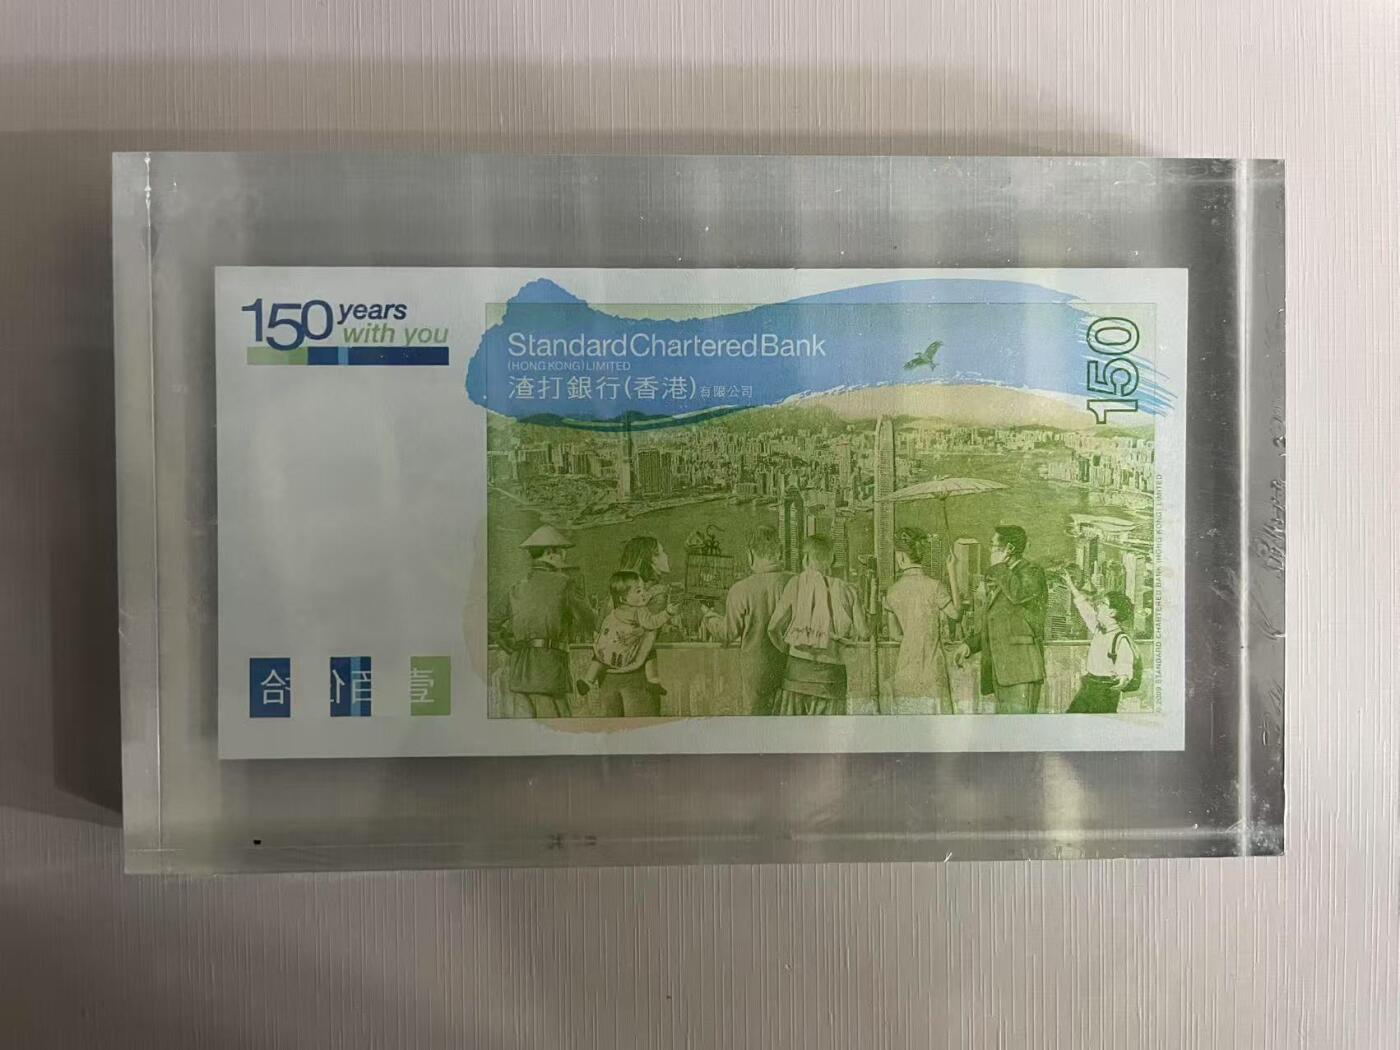 150 years
with you
Standard Chartered Bank
(HONG KONG) LIMITED
渣打銀行(香港)有限公司
150
©2009 STANDARD CHARTERED BANK (HONG KONG) LIMITED